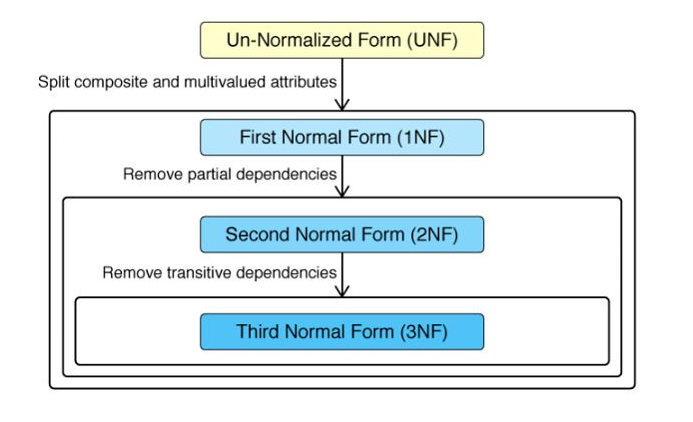 Un-Normalized Form (UNF)
Split composite and multivalued attributes
First Normal Form (1NF)
Remove partial dependencies
Second Normal Form (2NF)
Remove transitive dependencies
Third Normal Form (3NF)